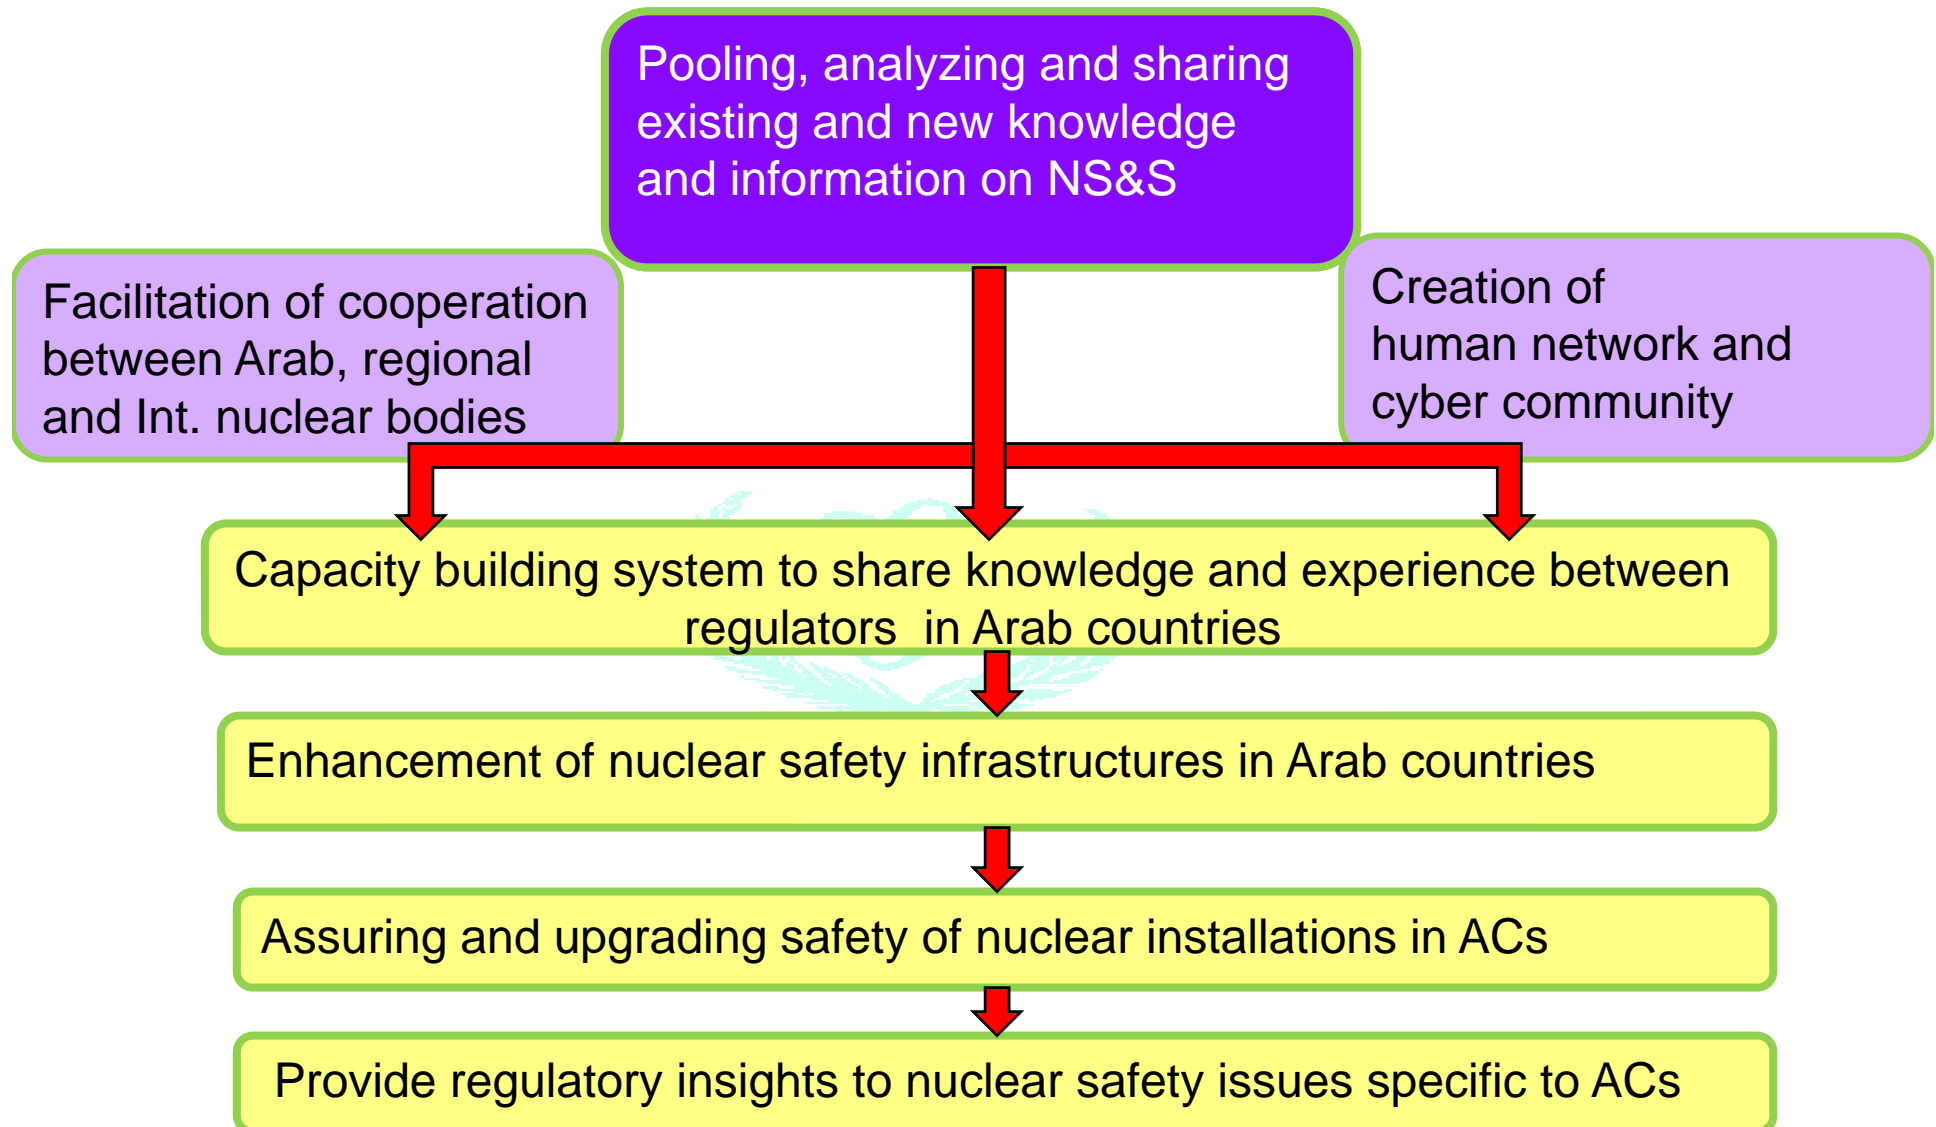 Pooling, analyzing and sharing
existing and new knowledge
and information on NS&S
Facilitation of cooperation
between Arab, regional
and Int. nuclear bodies
Creation of
human network and
cyber community
Capacity building system to share knowledge and experience between
regulators  in Arab countries
Enhancement of nuclear safety infrastructures in Arab countries
Assuring and upgrading safety of nuclear installations in ACs
Provide regulatory insights to nuclear safety issues specific to ACs